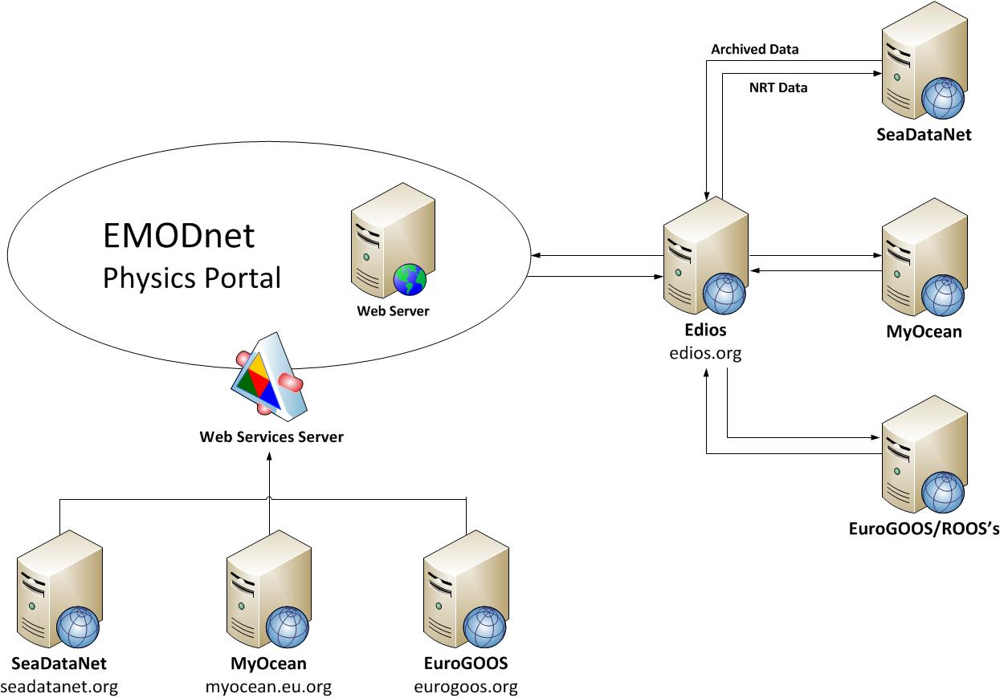 Archived Data
NRT Data
SeaDataNet
EMODnet
Physics Portal
Web Server
Edios
edios.org
MyOcean
Web Services Server
EuroGOOS/ROOS's
SeaDataNet
seadatanet.org
MyOcean
myocean.eu.org
EuroGOOS
eurogoos.org